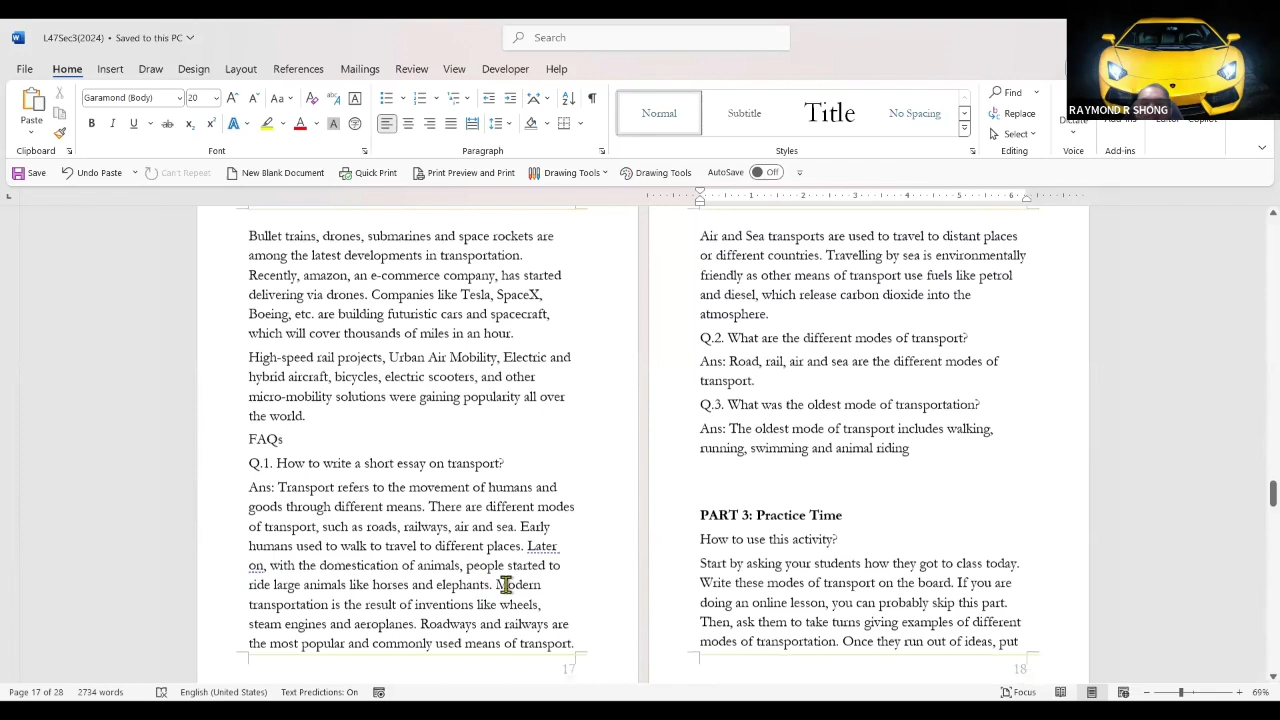 L47Sec3(2024) • Saved to this PC
Search
RAYMOND R SHONG
File Home Insert Draw Design Layout References Mailings Review View Developer Help
Paste
Garamond (Body) 20
Normal Subtitle Title No Spacing
Find
Replace
Select
Dictate
Clipboard Font Paragraph Styles Editing Voice Add-ins
Save Undo Paste Can't Repeat New Blank Document Quick Print Print Preview and Print Drawing Tools Drawing Tools AutoSave Off
1 2 3 4 5 6
Bullet trains, drones, submarines and space rockets are
among the latest developments in transportation.
Recently, amazon, an e-commerce company, has started
delivering via drones. Companies like Tesla, SpaceX,
Boeing, etc. are building futuristic cars and spacecraft,
which will cover thousands of miles in an hour.
High-speed rail projects, Urban Air Mobility, Electric and
hybrid aircraft, bicycles, electric scooters, and other
micro-mobility solutions were gaining popularity all over
the world.
FAQs
Q.1. How to write a short essay on transport?
Ans: Transport refers to the movement of humans and
goods through different means. There are different modes
of transport, such as roads, railways, air and sea. Early
humans used to walk to travel to different places. Later
on, with the domestication of animals, people started to
ride large animals like horses and elephants. Modern
transportation is the result of inventions like wheels,
steam engines and aeroplanes. Roadways and railways are
the most popular and commonly used means of transport.
17
Air and Sea transports are used to travel to distant places
or different countries. Travelling by sea is environmentally
friendly as other means of transport use fuels like petrol
and diesel, which release carbon dioxide into the
atmosphere.
Q.2. What are the different modes of transport?
Ans: Road, rail, air and sea are the different modes of
transport.
Q.3. What was the oldest mode of transportation?
Ans: The oldest mode of transport includes walking,
running, swimming and animal riding
PART 3: Practice Time
How to use this activity?
Start by asking your students how they got to class today.
Write these modes of transport on the board. If you are
doing an online lesson, you can probably skip this part.
Then, ask them to take turns giving examples of different
modes of transportation. Once they run out of ideas, put
18
Page 17 of 28 2734 words English (United States) Text Predictions: On Focus 69%